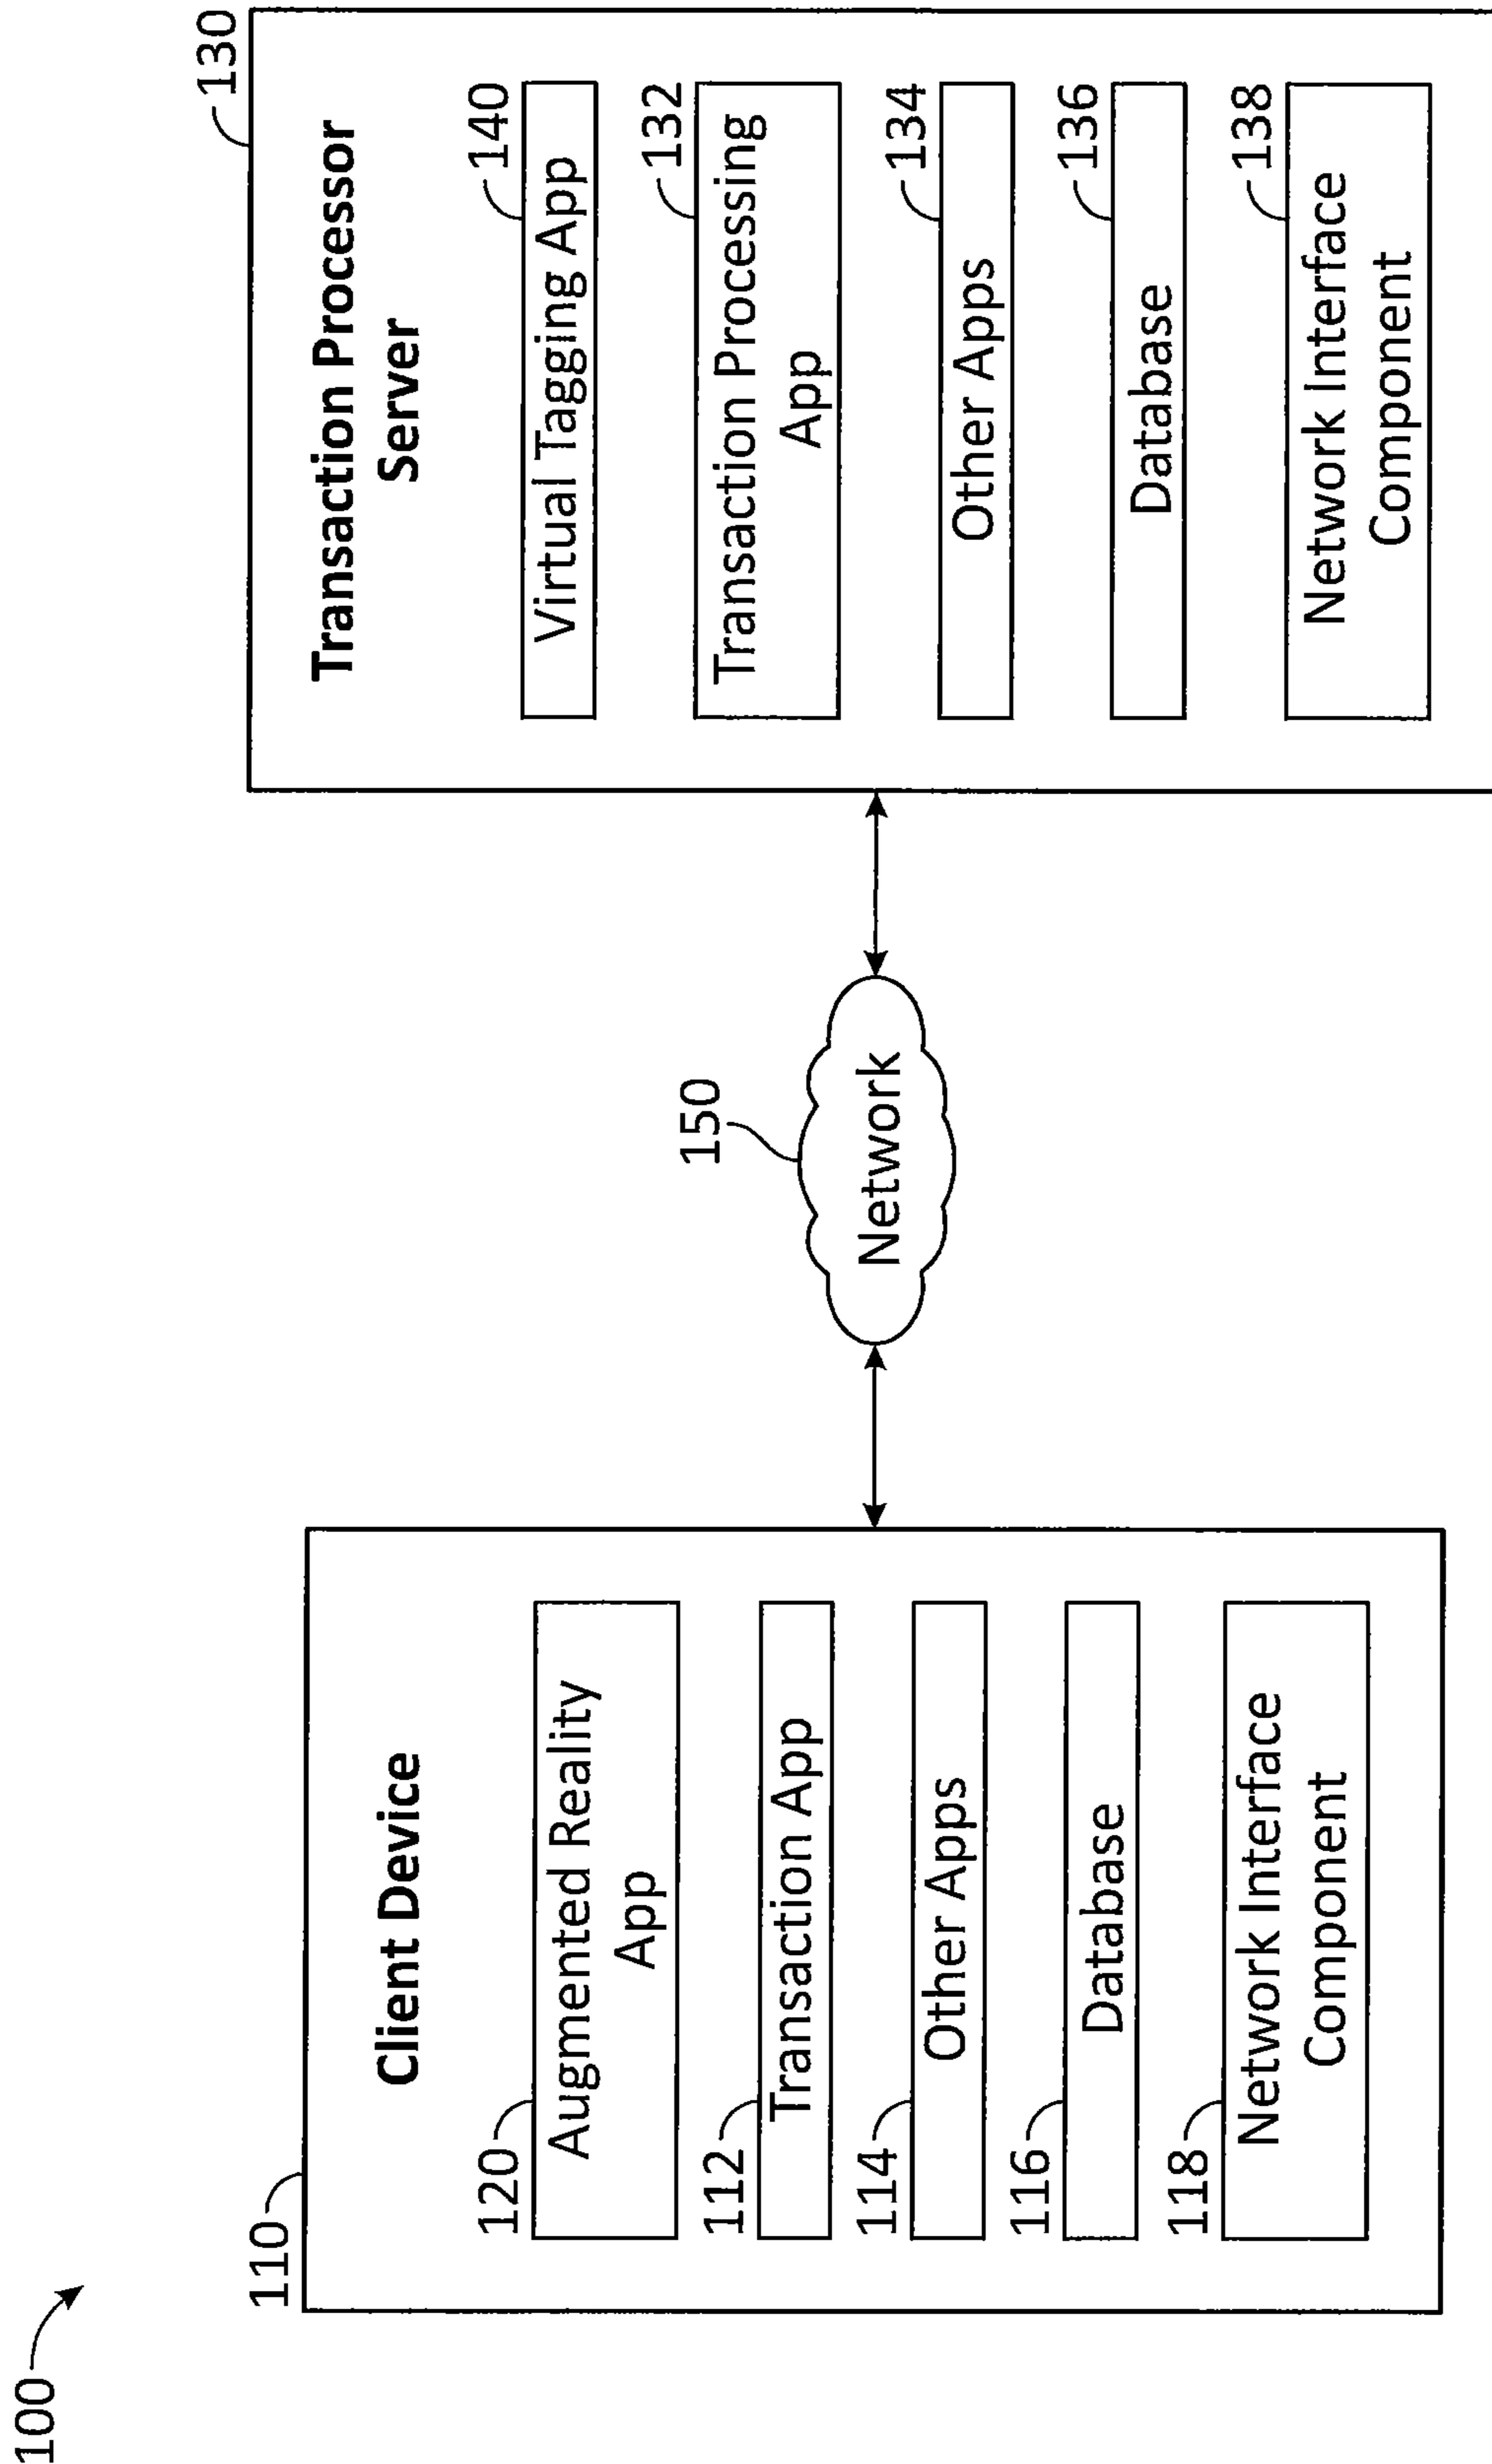 100
110
Client Device
120
Augmented Reality
App
112
Transaction App
114
Other Apps
116
Database
118
Network Interface
Component
150
Network
130
Transaction Processor
Server
140
Virtual Tagging App
132
Transaction Processing
App
134
Other Apps
136
Database
138
Network Interface
Component